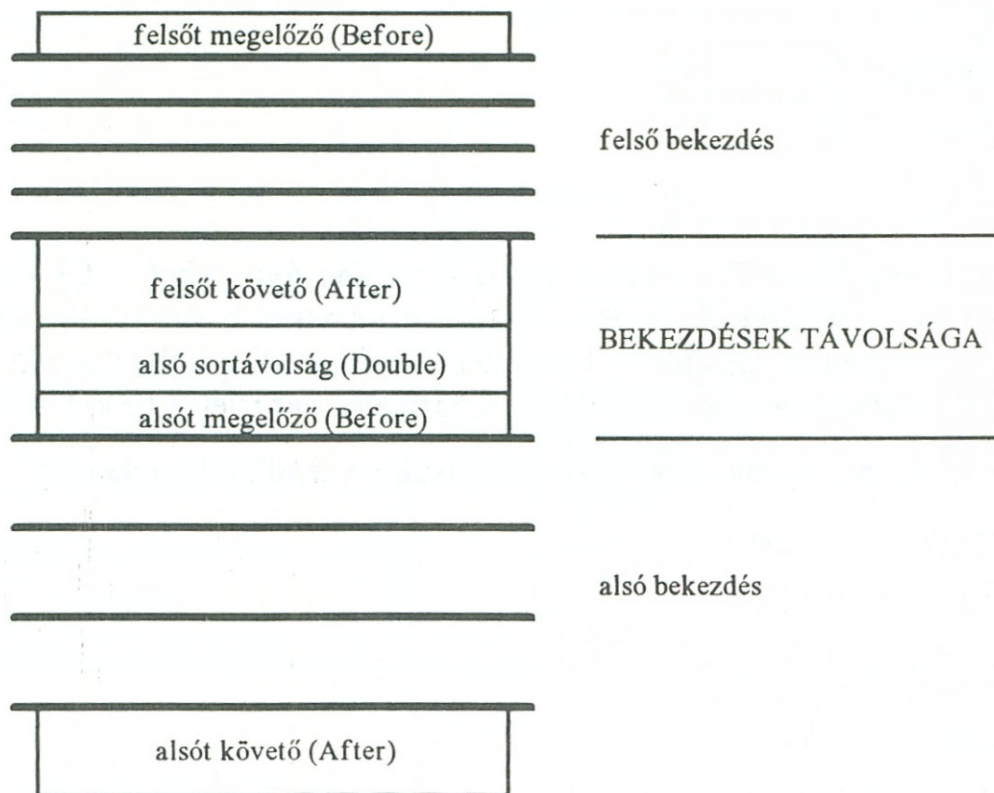 felsőt megelőző (Before)
felső bekezdés
felsőt követő (After)
BEKEZDÉSEK TÁVOLSÁGA
alsó sortávolság (Double)
alsót megelőző (Before)
alsó bekezdés
alsót követő (After)